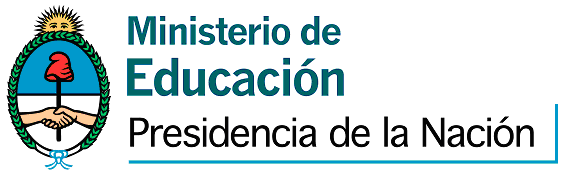 Ministerio de
Educación
Presidencia de la Nación